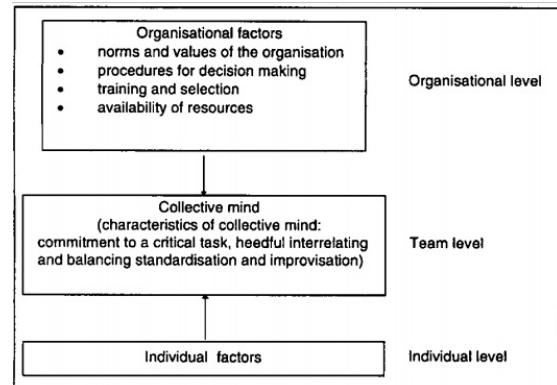 Organisational factors
• norms and values of the organisation
• procedures for decision making
• training and selection
• availability of resources
Organisational level
Collective mind
(characteristics of collective mind:
commitment to a critical task, heedful interrelating
and balancing standardisation and improvisation)
Team level
Individual factors
Individual level